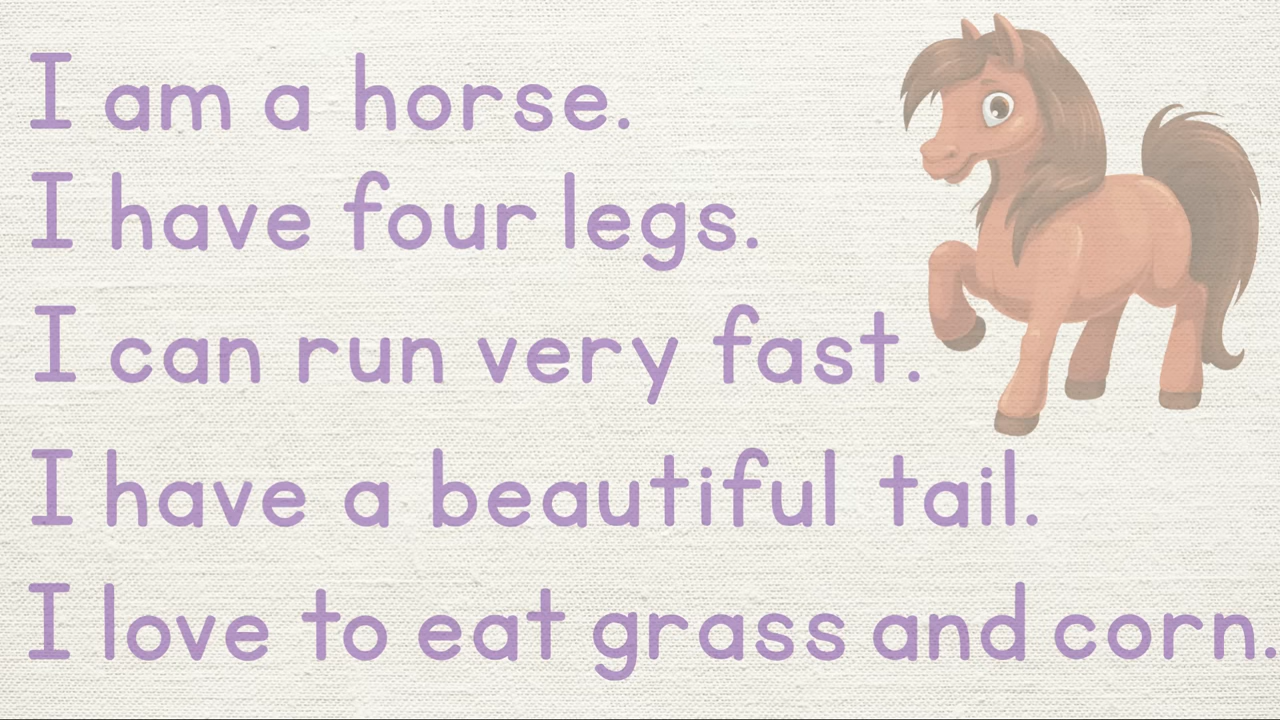 I am a horse.
I have four legs.
I can run very fast.
I have a beautiful tail.
I love to eat grass and corn.